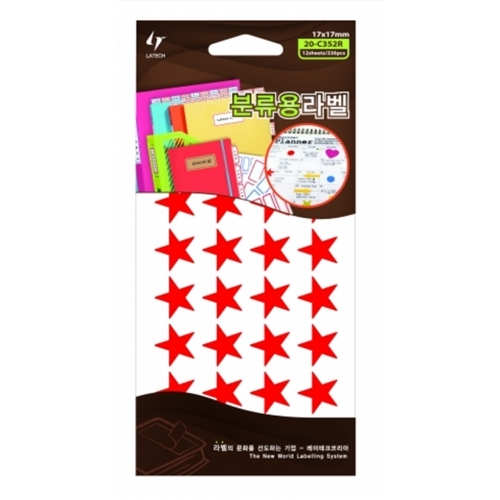 LATECH
17x17mm
20-C352R
12sheets/336pcs
분류용라벨
Planner
라벨의 문화를 선도하는 기업 - 레이테크코리아
The New World Labelling System